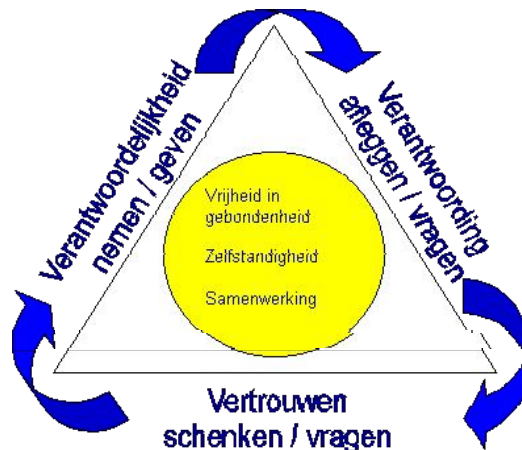 Verantwoordelijkheid
nemen / geven
Verantwoording
afleggen / vragen
Vrijheid in
gebondenheid
Zelfstandigheid
Samenwerking
Vertrouwen
schenken / vragen